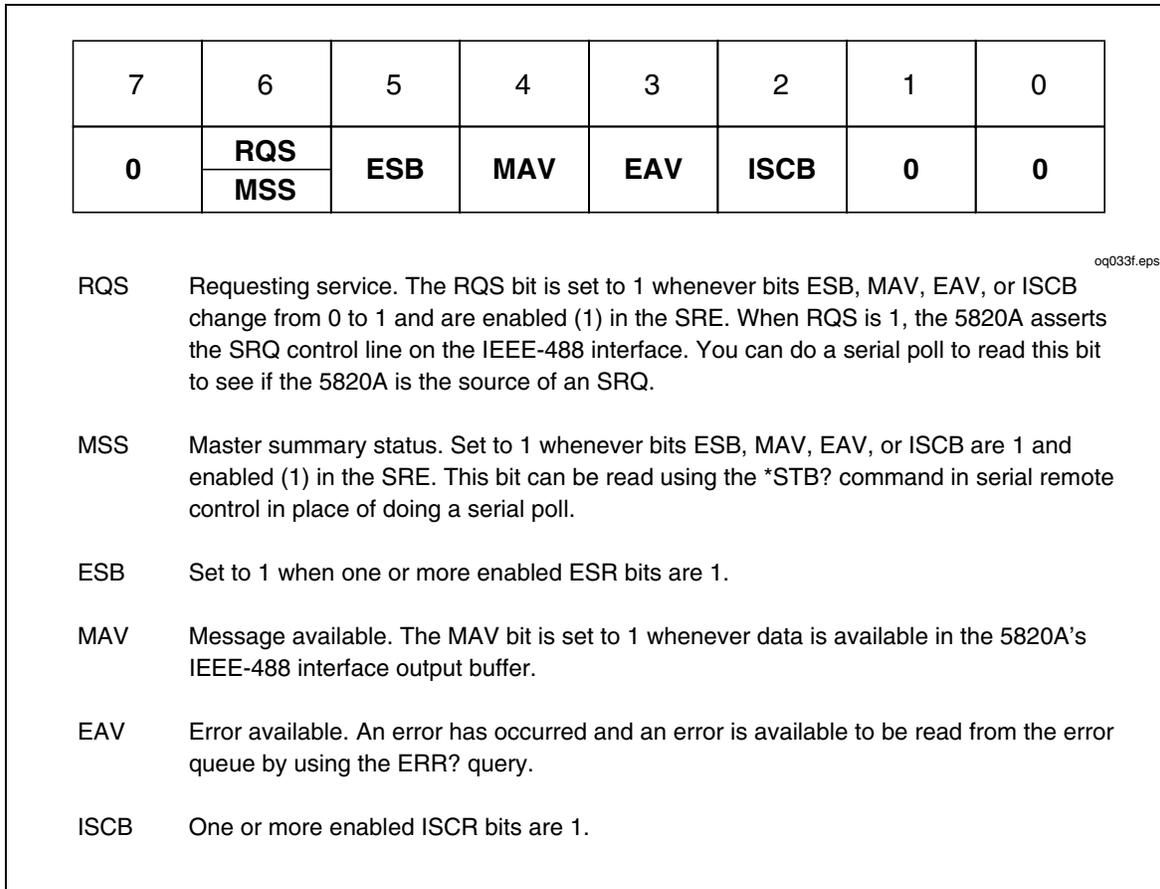 7 6 5 4 3 2 1 0
0 RQS MSS ESB MAV EAV ISCB 0 0
oq033f.eps
RQS Requesting service. The RQS bit is set to 1 whenever bits ESB, MAV, EAV, or ISCB
change from 0 to 1 and are enabled (1) in the SRE. When RQS is 1, the 5820A asserts
the SRQ control line on the IEEE-488 interface. You can do a serial poll to read this bit
to see if the 5820A is the source of an SRQ.
MSS Master summary status. Set to 1 whenever bits ESB, MAV, EAV, or ISCB are 1 and
enabled (1) in the SRE. This bit can be read using the *STB? command in serial remote
control in place of doing a serial poll.
ESB Set to 1 when one or more enabled ESR bits are 1.
MAV Message available. The MAV bit is set to 1 whenever data is available in the 5820A's
IEEE-488 interface output buffer.
EAV Error available. An error has occurred and an error is available to be read from the error
queue by using the ERR? query.
ISCB One or more enabled ISCR bits are 1.